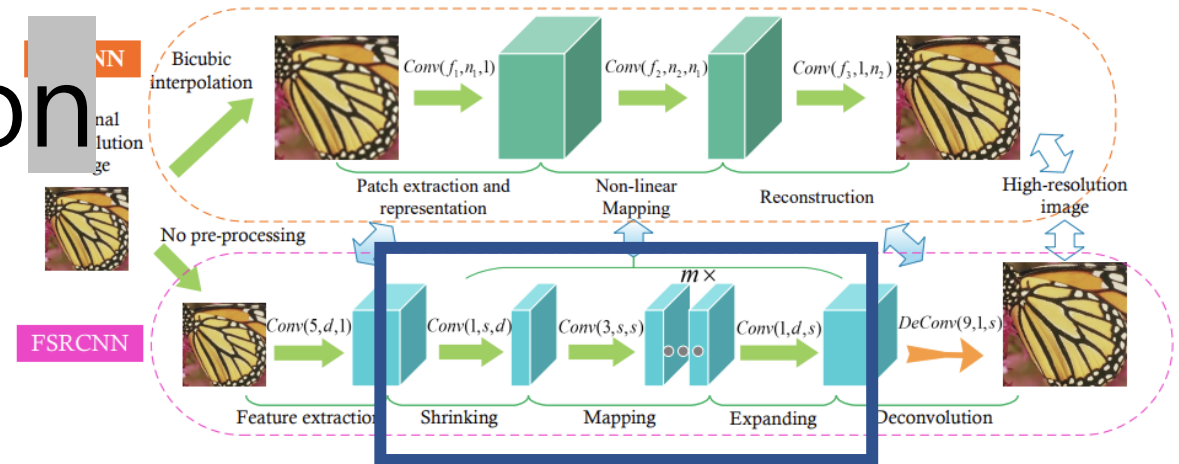 NN
on
Bicubic
interpolation
Conv(f₁,n₁,1)
Conv(f₂,n₂,n₁)
Conv(f₃,1,n₂)
nal
lution
ge
Patch extraction and
representation
Non-linear
Mapping
Reconstruction
High-resolution
image
No pre-processing
m×
FSRCNN
Conv(5,d,1)
Conv(1,s,d)
Conv(3,s,s)
Conv(1,d,s)
DeConv(9,1,s)
Feature extraction
Shrinking
Mapping
Expanding
Deconvolution